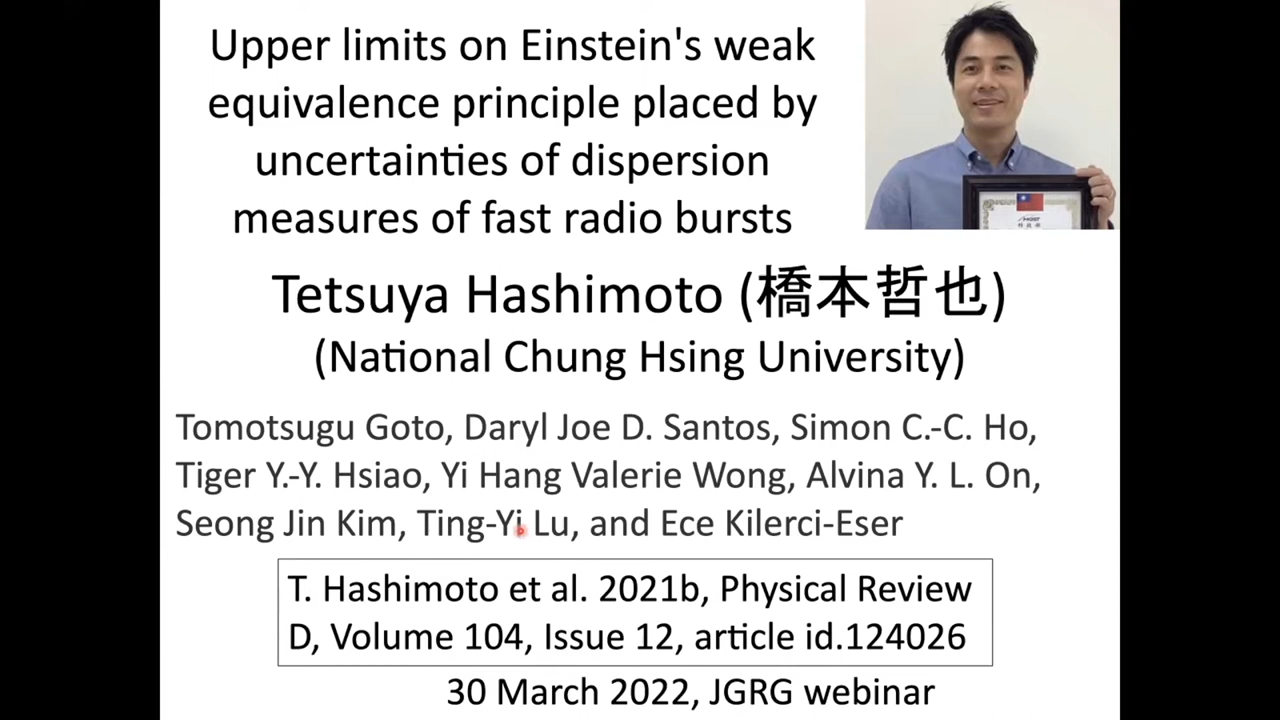 Upper limits on Einstein's weak
equivalence principle placed by
uncertainties of dispersion
measures of fast radio bursts
Tetsuya Hashimoto (橋本哲也)
(National Chung Hsing University)
Tomotsugu Goto, Daryl Joe D. Santos, Simon C.-C. Ho,
Tiger Y.-Y. Hsiao, Yi Hang Valerie Wong, Alvina Y. L. On,
Seong Jin Kim, Ting-Yi Lu, and Ece Kilerci-Eser
T. Hashimoto et al. 2021b, Physical Review
D, Volume 104, Issue 12, article id.124026
30 March 2022, JGRG webinar